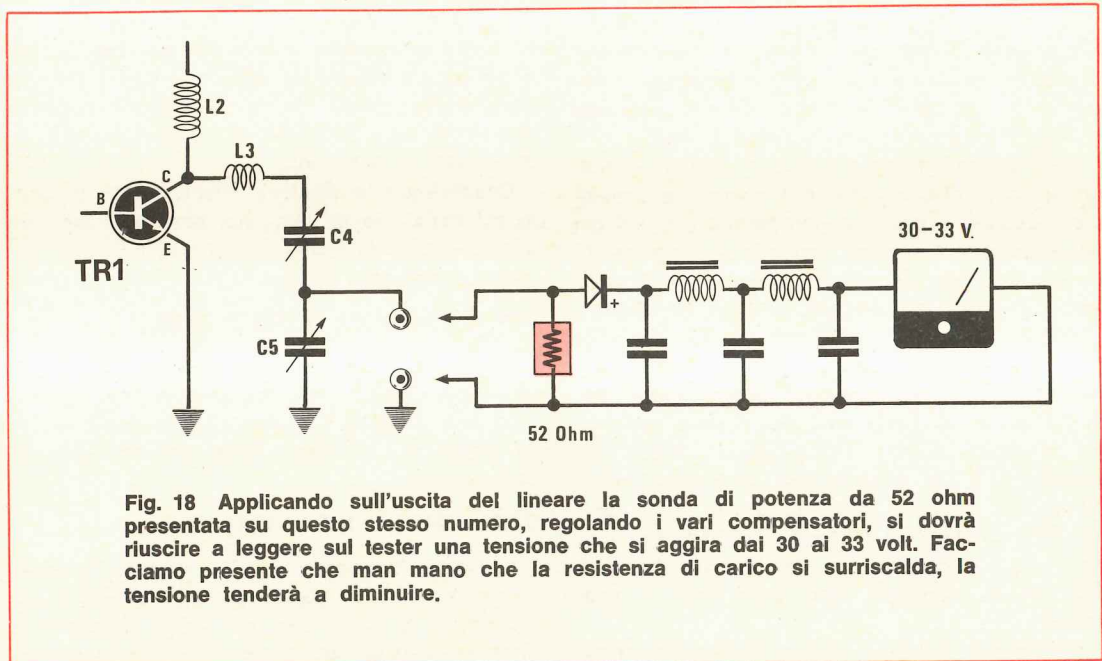 L2
L3
C
B
E
TR1
C4
C5
30-33 V.
+
52 Ohm
Fig. 18 Applicando sull'uscita del lineare la sonda di potenza da 52 ohm
presentata su questo stesso numero, regolando i vari compensatori, si dovrà
riuscire a leggere sul tester una tensione che si aggira dai 30 ai 33 volt. Fac-
ciamo presente che man mano che la resistenza di carico si surriscalda, la
tensione tenderà a diminuire.